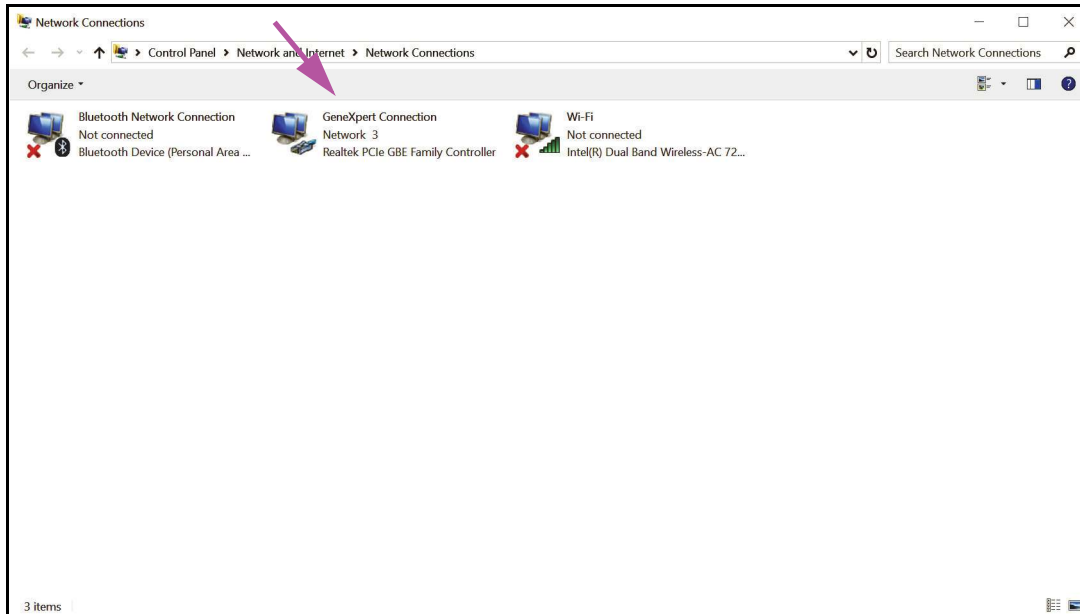 Network Connections
Control Panel > Network and Internet > Network Connections
Search Network Connections
Organize
Bluetooth Network Connection
Not connected
Bluetooth Device (Personal Area ...
GeneXpert Connection
Network 3
Realtek PCIe GBE Family Controller
Wi-Fi
Not connected
Intel(R) Dual Band Wireless-AC 72...
3 items